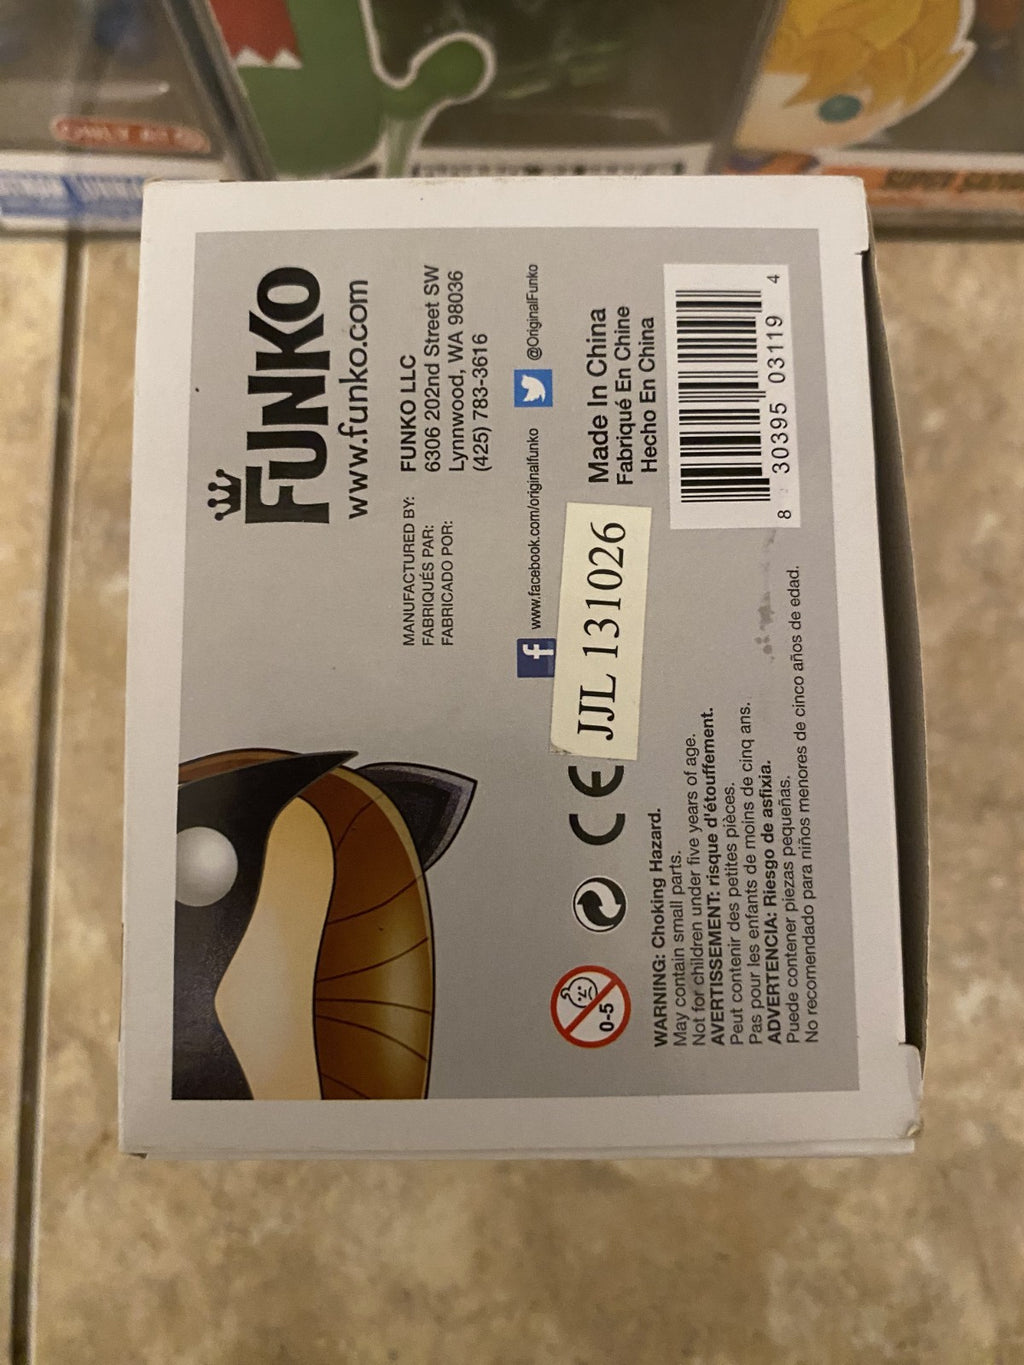 FUNKO
www.funko.com
MANUFACTURED BY:
FABRIQUÉS PAR:
FABRICADO POR:
FUNKO LLC
6306 202nd Street SW
Lynnwood, WA 98036
(425) 783-3616
f www.facebook.com/originalfunko
@OriginalFunko
JJL 131026
Made In China
Fabriqué En Chine
Hecho En China
8 30395 03119 4
CE
0-5
WARNING: Choking Hazard.
May contain small parts.
Not for children under five years of age.
AVERTISSEMENT: risque d'étouffement.
Peut contenir des petites pièces.
Pas pour les enfants de moins de cinq ans.
ADVERTENCIA: Riesgo de asfixia.
Puede contener piezas pequeñas.
No recomendado para niños menores de cinco años de edad.